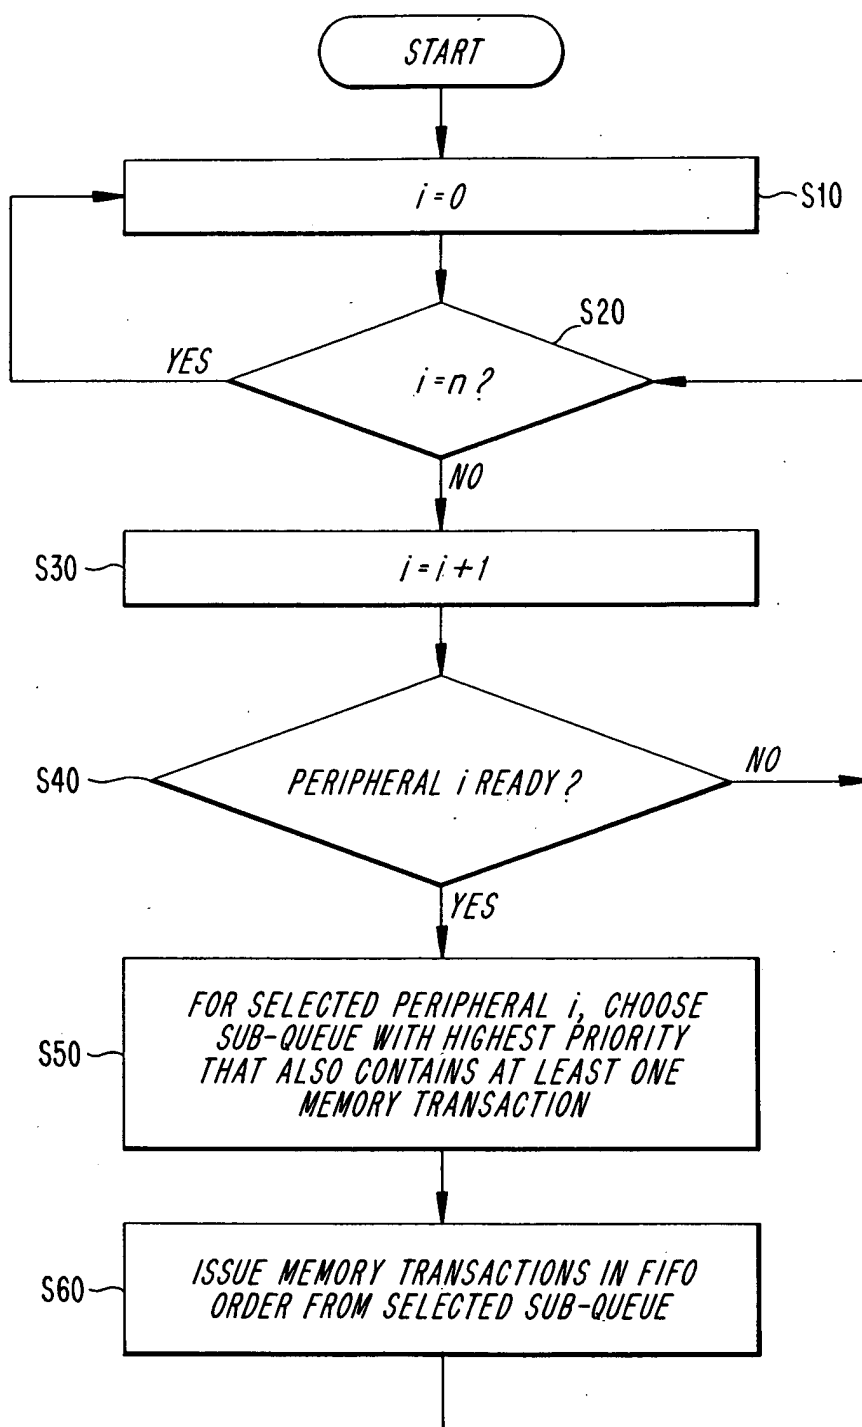 START
i=0
S10
S20
YES
i=n?
NO
S30
i=i+1
S40
PERIPHERAL i READY?
NO
YES
S50
FOR SELECTED PERIPHERAL i, CHOOSE
SUB-QUEUE WITH HIGHEST PRIORITY
THAT ALSO CONTAINS AT LEAST ONE
MEMORY TRANSACTION
S60
ISSUE MEMORY TRANSACTIONS IN FIFO
ORDER FROM SELECTED SUB-QUEUE